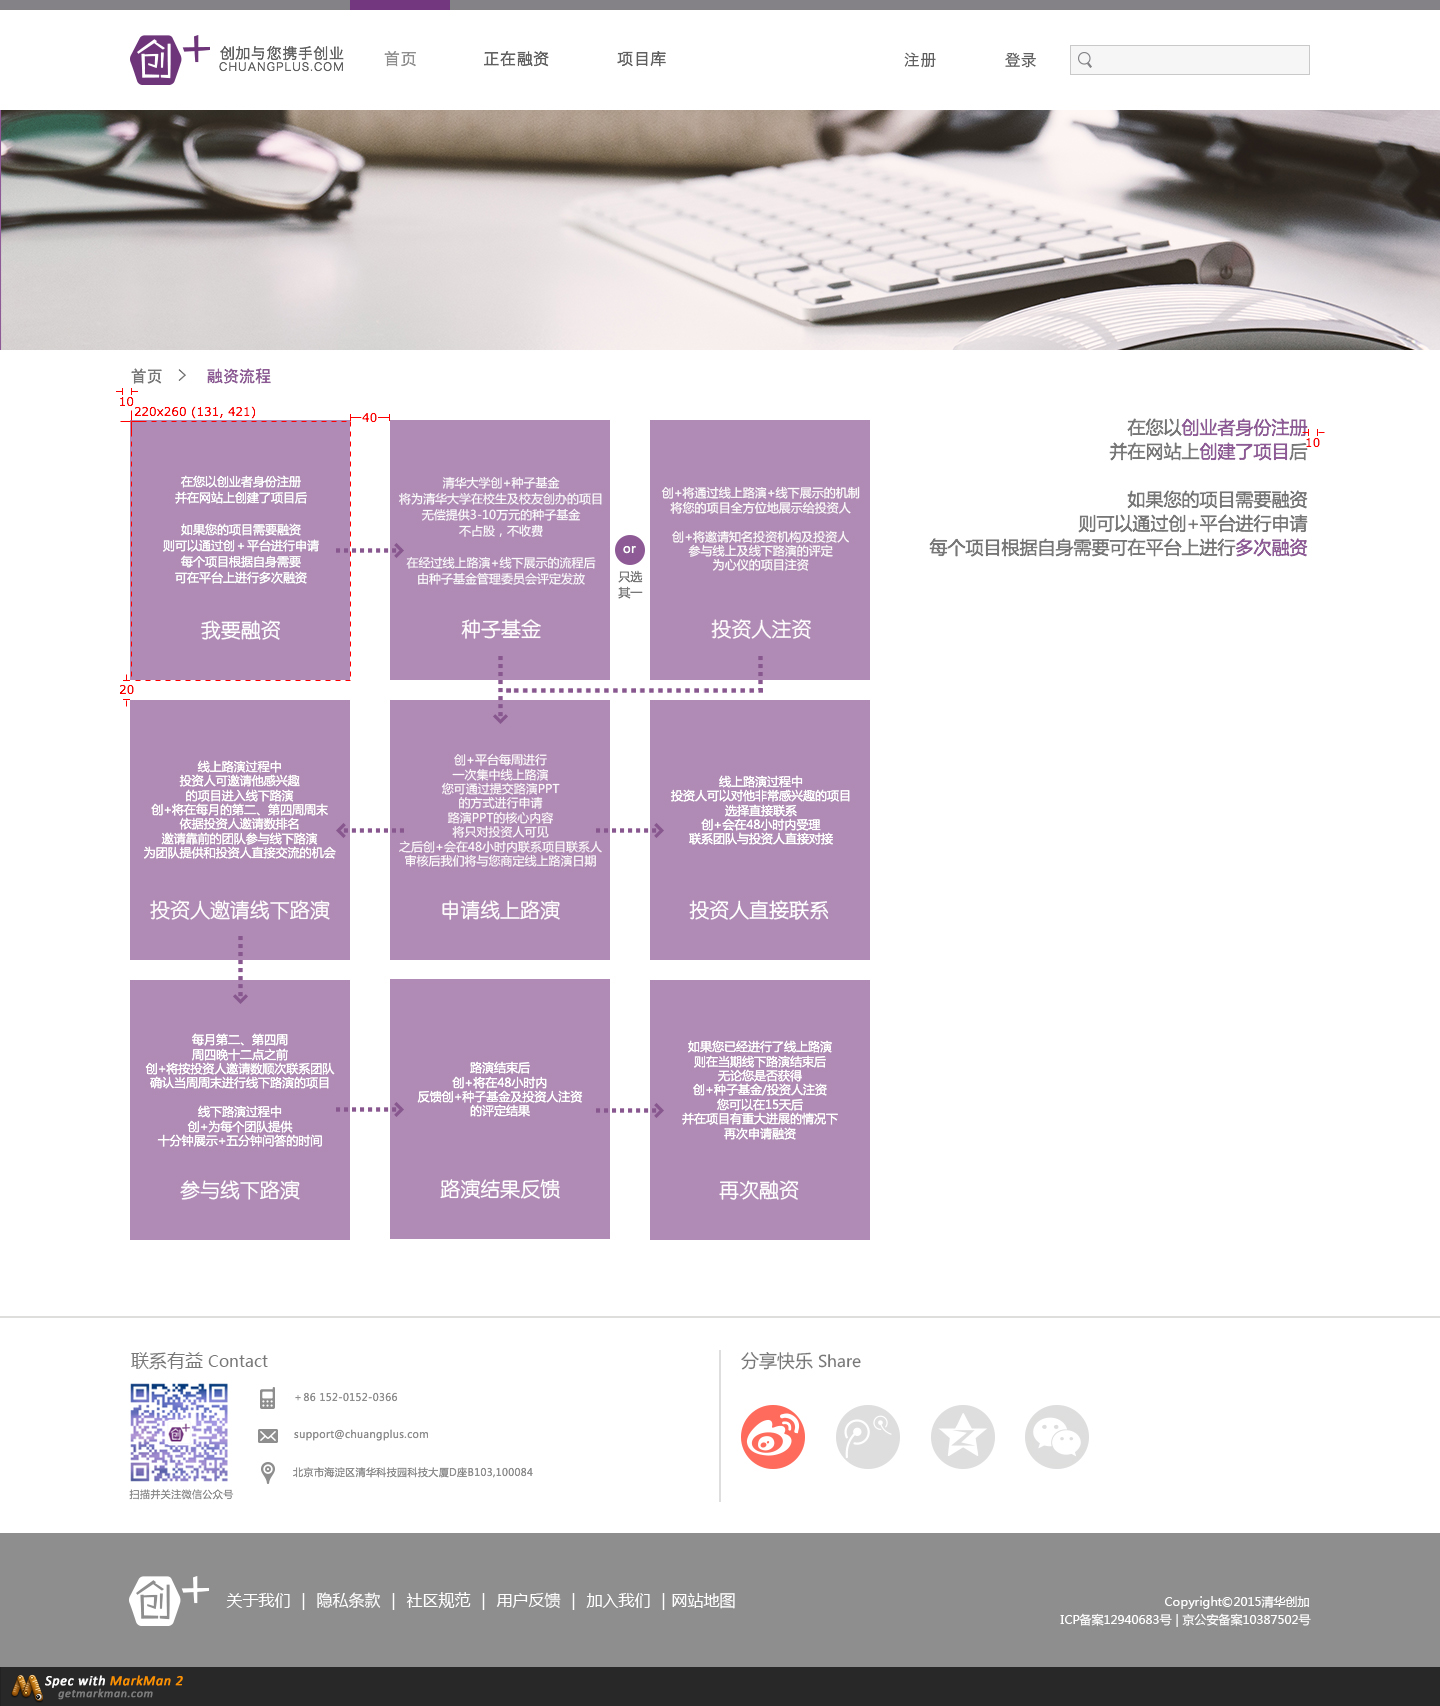 创+ 创加与您携手创业
CHUANGPLUS.COM
首页
正在融资
项目库
注册
登录
首页 > 融资流程
10
220x260 (131, 421)
40
在您以创业者身份注册
并在网站上创建了项目后
如果您的项目需要融资
则可以通过创+平台进行申请
每个项目根据自身需要
可在平台上进行多次融资
我要融资
清华大学创+种子基金
将为清华大学在校生及校友创办的项目
无偿提供3-10万元的种子基金
不占股，不收费
在经过线上路演+线下展示的流程后
由种子基金管理委员会评定发放
种子基金
or
只选
其一
创+将通过线上路演+线下展示的机制
将您的项目全方位地展示给投资人
创+将邀请知名投资机构及投资人
参与线上及线下路演的评定
为心仪的项目注资
投资人注资
在您以创业者身份注册
并在网站上创建了项目后
10
如果您的项目需要融资
则可以通过创+平台进行申请
每个项目根据自身需要可在平台上进行多次融资
20
线上路演过程中
投资人可邀请他感兴趣
的项目进入线下路演
创+将在每月的第二、第四周周末
依据投资人邀请数排名
邀请靠前的团队参与线下路演
为团队提供和投资人直接交流的机会
投资人邀请线下路演
创+平台每周进行
一次集中线上路演
您可通过提交路演PPT
的方式进行申请
路演PPT的核心内容
将只对投资人可见
之后创+会在48小时内联系项目联系人
审核后我们将与您商定线上路演日期
申请线上路演
线上路演过程中
投资人可以对他非常感兴趣的项目
选择直接联系
创+会在48小时内受理
联系团队与投资人直接对接
投资人直接联系
每月第二、第四周
周四晚十二点之前
创+将按投资人邀请数顺次联系团队
确认当周周末进行线下路演的项目
线下路演过程中
创+为每个团队提供
十分钟展示+五分钟问答的时间
参与线下路演
路演结束后
创+将在48小时内
反馈创+种子基金及投资人注资
的评定结果
路演结果反馈
如果您已经进行了线上路演
则在当期线下路演结束后
无论您是否获得
创+种子基金/投资人注资
您可以在15天后
并在项目有重大进展的情况下
再次申请融资
再次融资
联系有益 Contact
+86 152-0152-0366
support@chuangplus.com
北京市海淀区清华科技园科技大厦D座B103,100084
创+
扫描并关注微信公众号
分享快乐 Share
创+
关于我们 | 隐私条款 | 社区规范 | 用户反馈 | 加入我们 | 网站地图
Copyright©2015清华创加
ICP备案12940683号 | 京公安备案10387502号
Spec with MarkMan 2
getmarkman.com